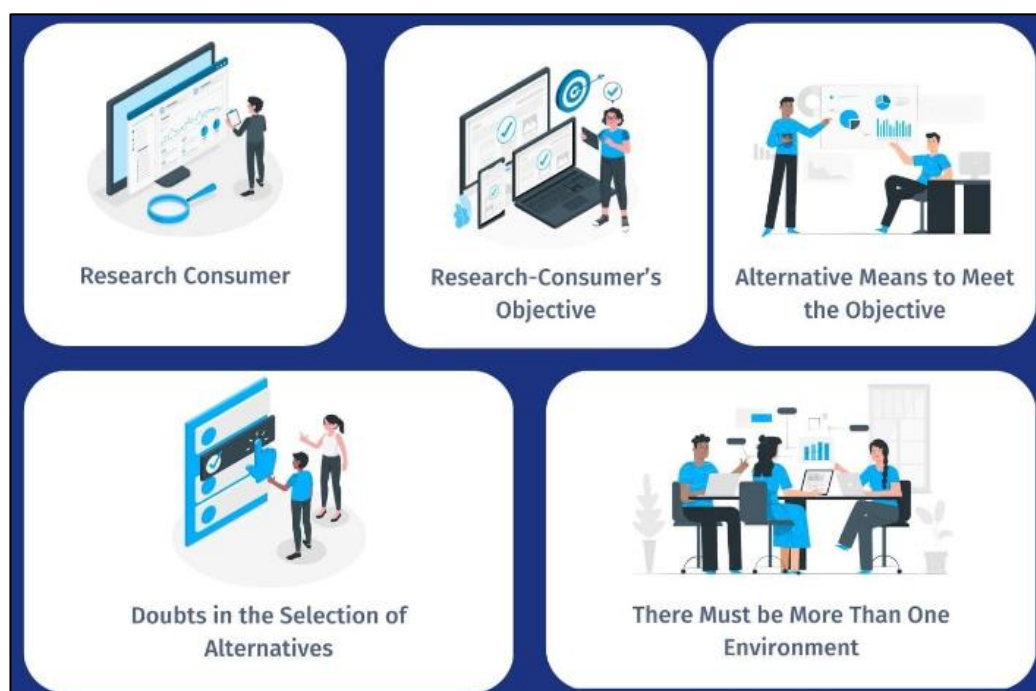 Research Consumer
Research-Consumer's
Objective
Alternative Means to Meet
the Objective
Doubts in the Selection of
Alternatives
There Must be More Than One
Environment